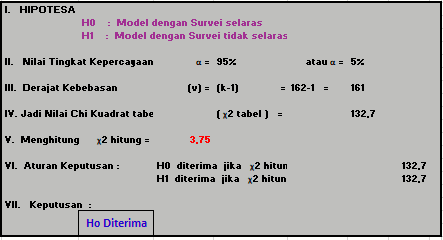 I. HIPOTESA
H0 : Model dengan Survei selaras
H1 : Model dengan Survei tidak selaras
II. Nilai Tingkat Kepercayaan α = 95% atau α = 5%
III. Derajat Kebebasan (v) = (k-1) = 162-1 = 161
IV. Jadi Nilai Chi Kuadrat tabe ( χ2 tabel ) = 132,7
V. Menghitung χ2 hitung = 3,75
VI. Aturan Keputusan : H0 diterima jika χ2 hitun 132,7
H1 diterima jika χ2 hitun 132,7
VII. Keputusan :
Ho Diterima